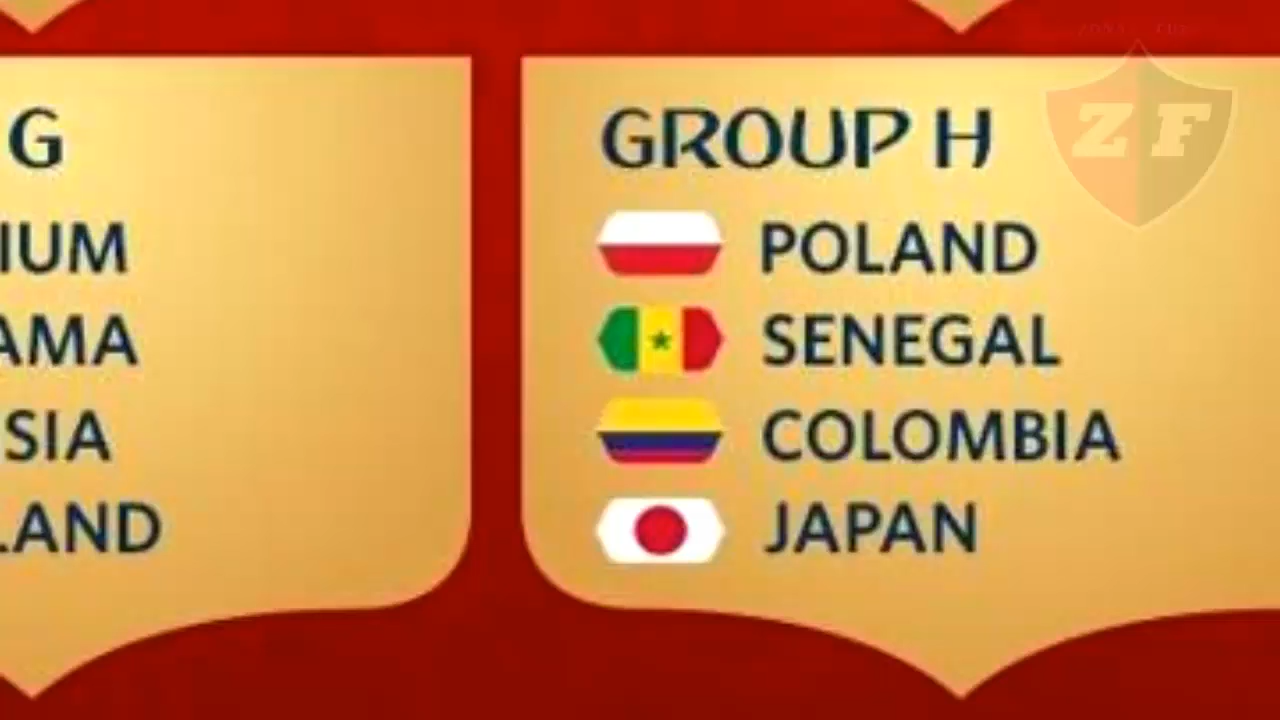 G
IUM
AMA
SIA
LAND
GROUP H
POLAND
SENEGAL
COLOMBIA
JAPAN
ZF